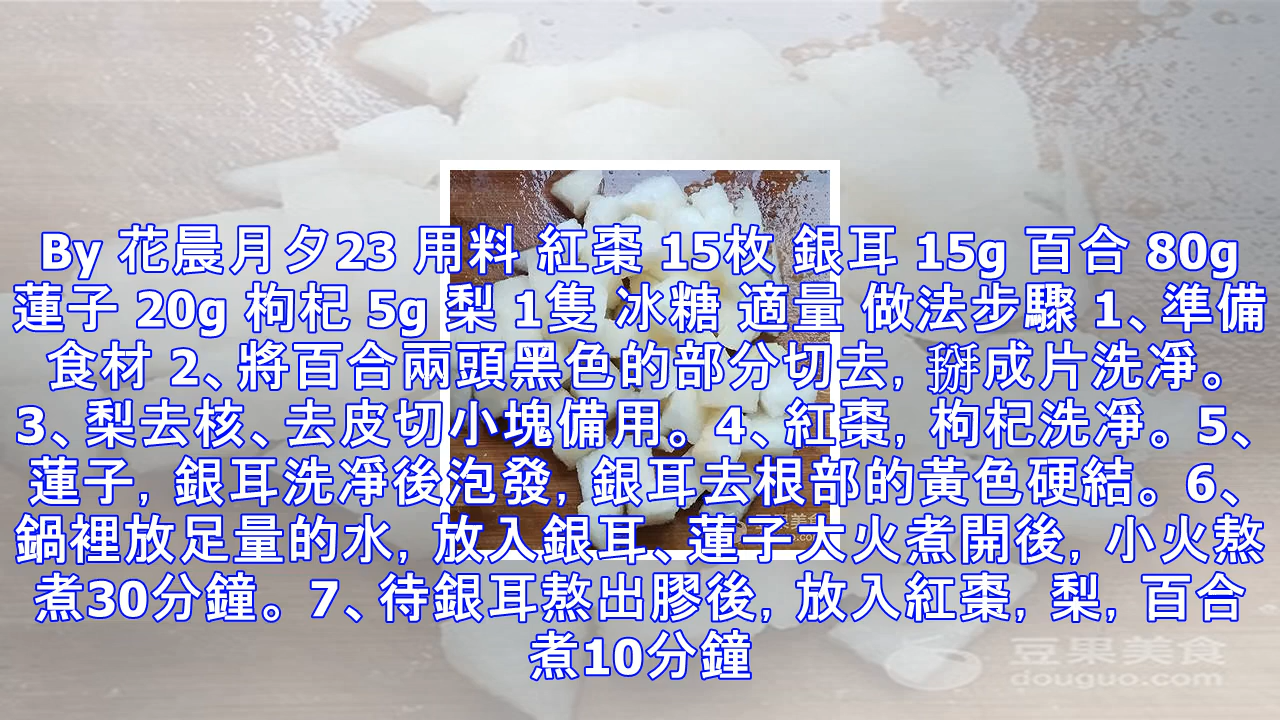 By 花晨月夕23 用料 紅棗 15枚 銀耳 15g 百合 80g
蓮子 20g 枸杞 5g 梨 1隻 冰糖 適量 做法步驟 1、準備
食材 2、將百合兩頭黑色的部分切去, 掰成片洗凈。
3、梨去核、去皮切小塊備用。4、紅棗, 枸杞洗凈。5、
蓮子, 銀耳洗凈後泡發, 銀耳去根部的黃色硬結。6、
鍋裡放足量的水, 放入銀耳、蓮子大火煮開後, 小火熬
煮30分鐘。7、待銀耳熬出膠後, 放入紅棗, 梨, 百合
煮10分鐘
豆果美食
douguo.com